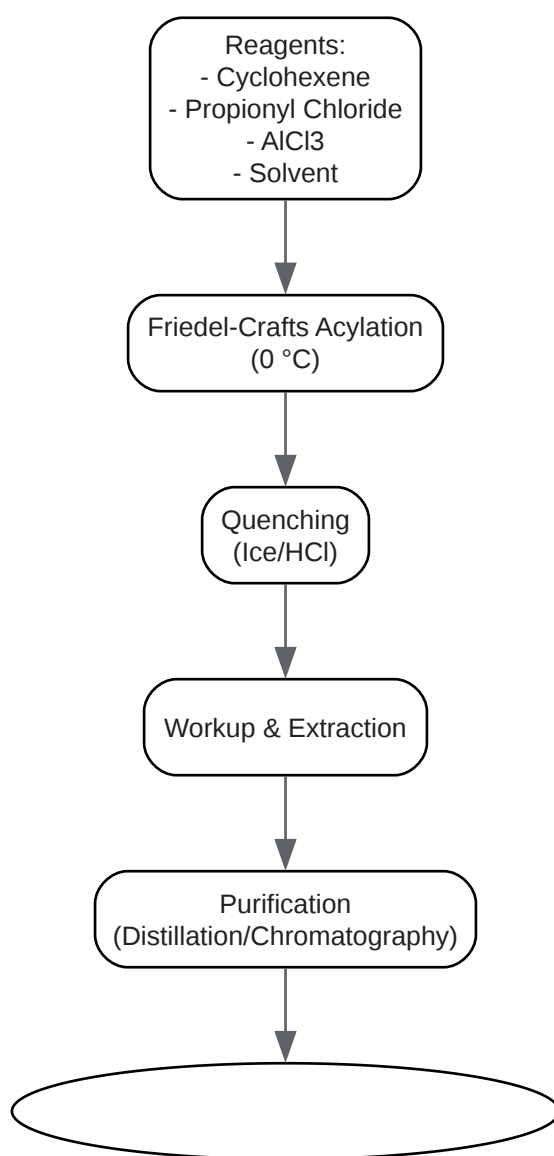 Reagents:
- Cyclohexene
- Propionyl Chloride
- AlCl3
- Solvent
Friedel-Crafts Acylation
(0 °C)
Quenching
(Ice/HCl)
Workup & Extraction
Purification
(Distillation/Chromatography)